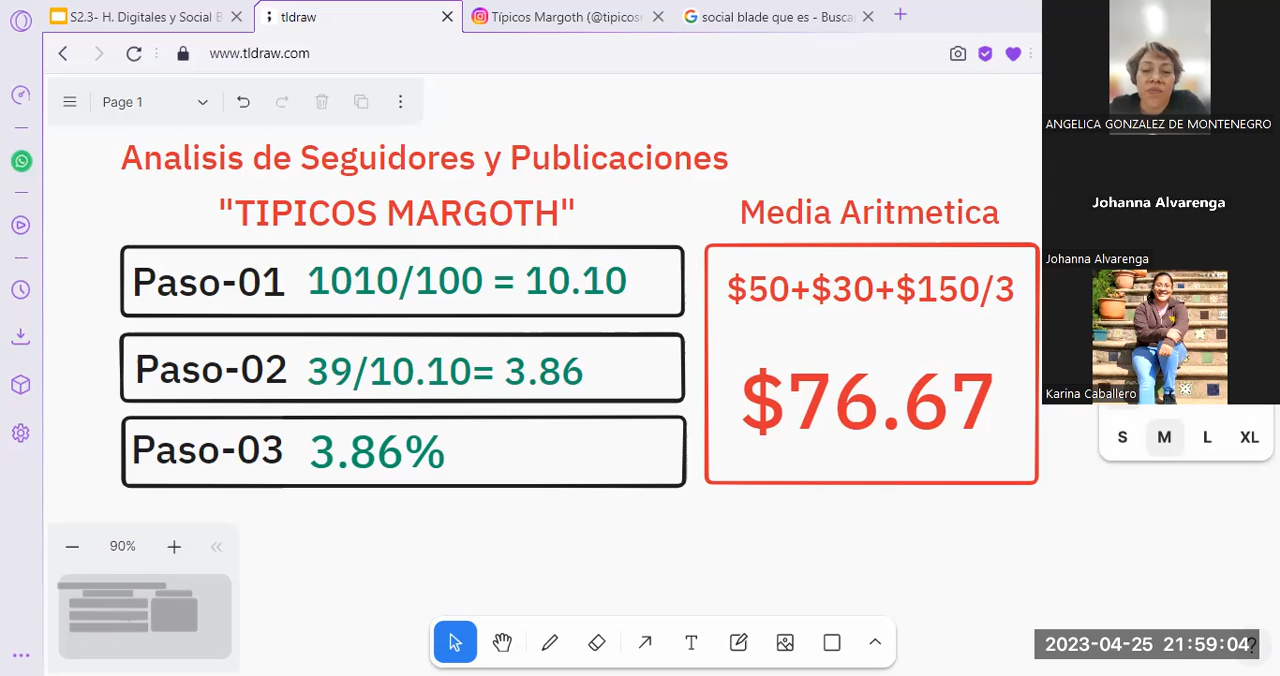 S2.3- H. Digitales y Social B
tldraw
Típicos Margoth (@tipicosr
social blade que es - Busca
www.tldraw.com
Page 1
Analisis de Seguidores y Publicaciones
"TIPICOS MARGOTH"
Media Aritmetica
Paso-01 1010/100 = 10.10
$50+$30+$150/3
Paso-02 39/10.10= 3.86
$76.67
Paso-03 3.86%
90%
ANGELICA GONZALEZ DE MONTENEGRO
Johanna Alvarenga
Johanna Alvarenga
Karina Caballero
S M L XL
2023-04-25 21:59:04
?